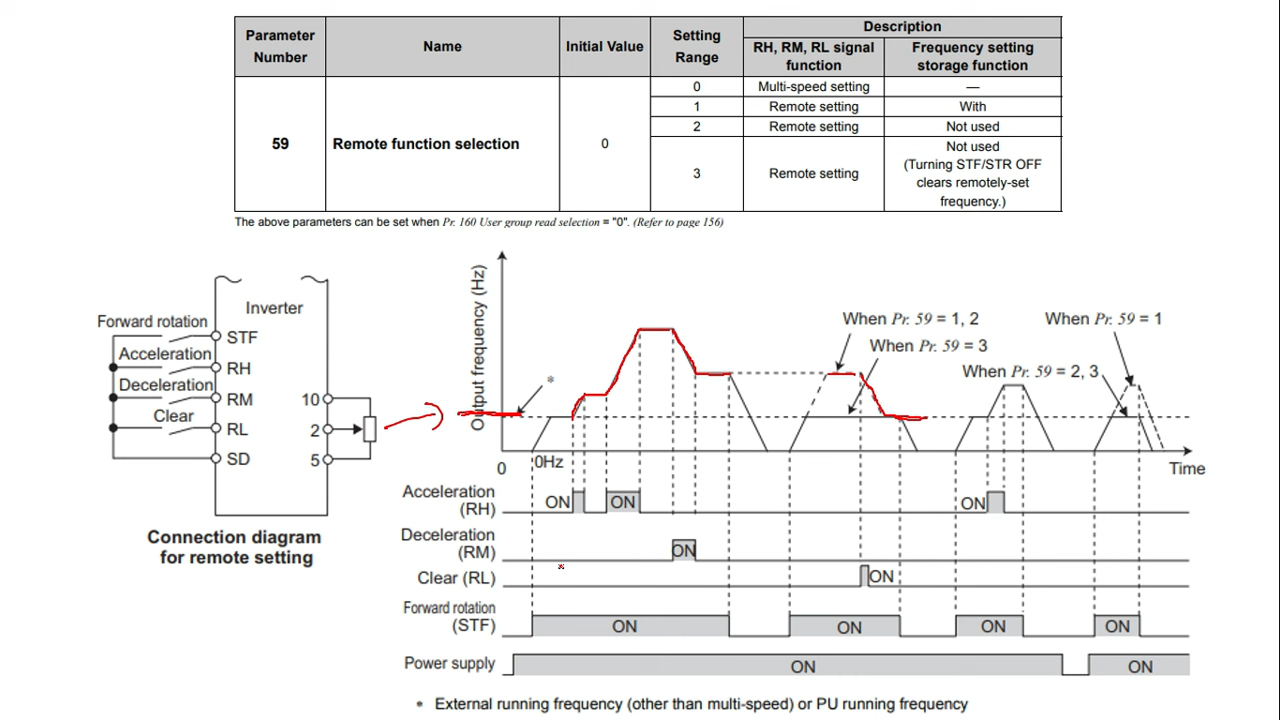 Parameter Number
Name
Initial Value
Setting Range
Description
RH, RM, RL signal function
Frequency setting storage function
59
Remote function selection
0
0
Multi-speed setting
—
1
Remote setting
With
2
Remote setting
Not used
3
Remote setting
Not used
(Turning STF/STR OFF
clears remotely-set
frequency.)
The above parameters can be set when Pr. 160 User group read selection = "0". (Refer to page 156)
Inverter
Forward rotation
STF
Acceleration
RH
Deceleration
RM
Clear
RL
SD
10
2
5
Connection diagram
for remote setting
Output frequency (Hz)
*
When Pr. 59 = 1, 2
When Pr. 59 = 3
When Pr. 59 = 1
When Pr. 59 = 2, 3
0
0Hz
Time
Acceleration
(RH)
ON
ON
ON
Deceleration
(RM)
ON
Clear (RL)
ON
Forward rotation
(STF)
ON
ON
ON
ON
Power supply
ON
ON
* External running frequency (other than multi-speed) or PU running frequency